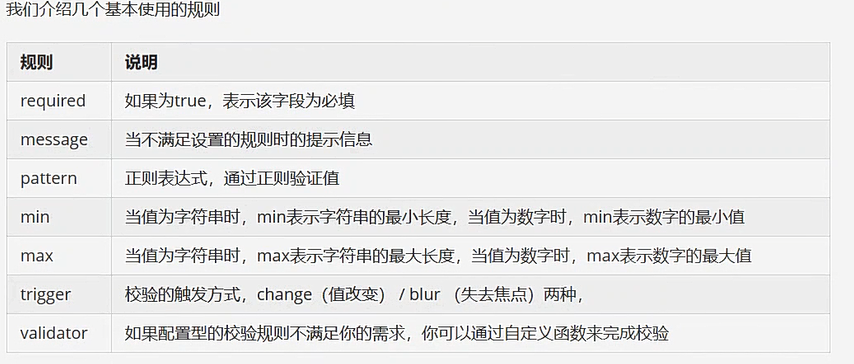 我们介绍几个基本使用的规则
规则 说明
required 如果为true，表示该字段为必填
message 当不满足设置的规则时的提示信息
pattern 正则表达式，通过正则验证值
min 当值为字符串时，min表示字符串的最小长度，当值为数字时，min表示数字的最小值
max 当值为字符串时，max表示字符串的最大长度，当值为数字时，max表示数字的最大值
trigger 校验的触发方式，change（值改变） / blur （失去焦点）两种，
validator 如果配置型的校验规则不满足你的需求，你可以通过自定义函数来完成校验